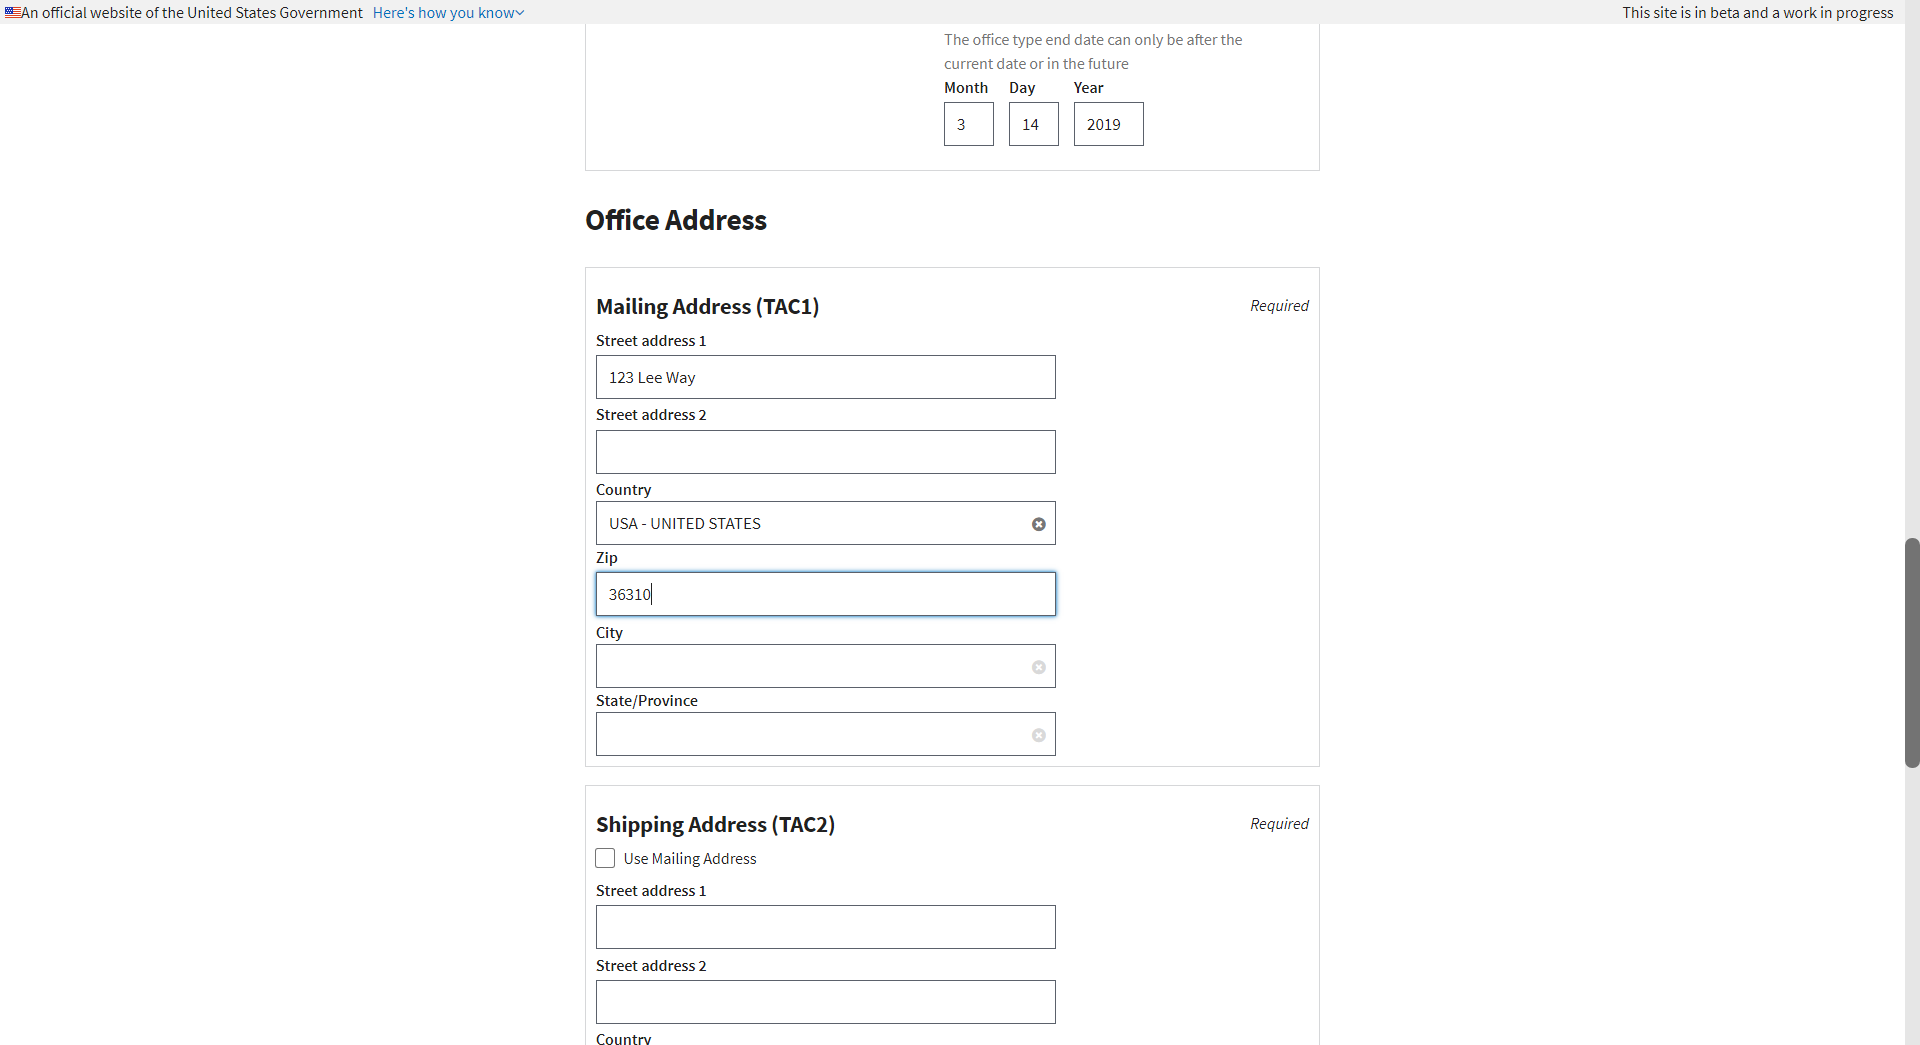 An official website of the United States Government Here's how you know
This site is in beta and a work in progress
The office type end date can only be after the
current date or in the future
Month Day Year
3 14 2019
Office Address
Mailing Address (TAC1)
Required
Street address 1
123 Lee Way
Street address 2
Country
USA - UNITED STATES
Zip
36310
City
State/Province
Shipping Address (TAC2)
Required
Use Mailing Address
Street address 1
Street address 2
Country